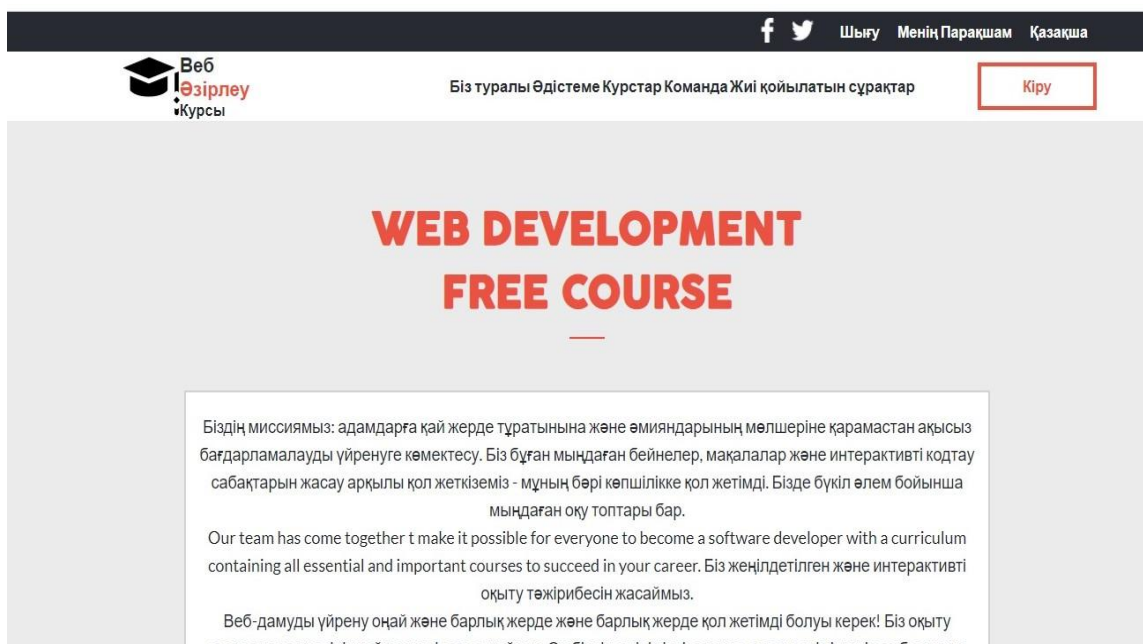 Шығу Менің Парақшам Қазақша
Веб
Әзірлеу
Курсы
Біз туралы Әдістеме Курстар Команда Жиі қойылатын сұрақтар
Кіру
WEB DEVELOPMENT
FREE COURSE
Біздің миссиямыз: адамдарға қай жерде тұратынына және әмияндарының мөлшеріне қарамастан ақысыз
бағдарламалауды үйренуге көмектесу. Біз бұған мыңдаған бейнелер, мақалалар және интерактивті кодтау
сабақтарын жасау арқылы қол жеткіземіз - мұның бәрі көпшілікке қол жетімді. Бізде бүкіл әлем бойынша
мыңдаған оқу топтары бар.
Our team has come together t make it possible for everyone to become a software developer with a curriculum
containing all essential and important courses to succeed in your career. Біз жеңілдетілген және интерактивті
оқыту тәжірибесін жасаймыз.
Веб-дамуды үйрену оңай және барлық жерде және барлық жерде қол жетімді болуы керек! Біз оқыту